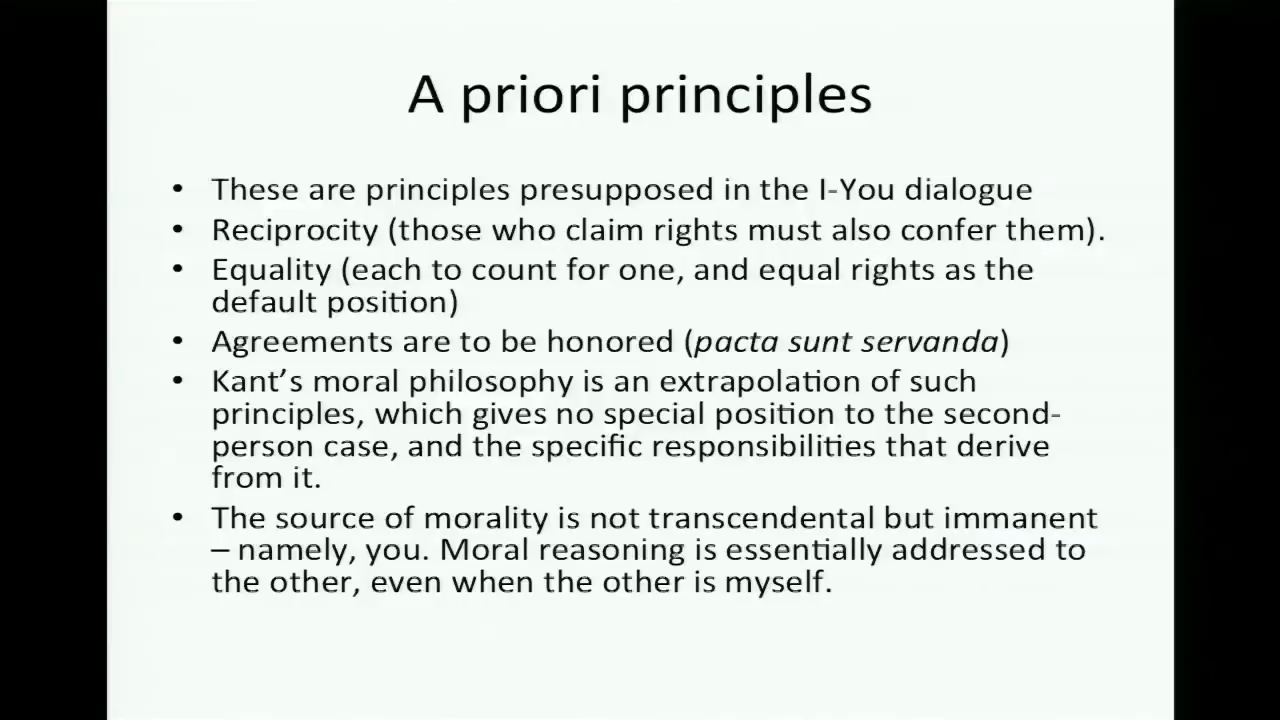 A priori principles
• These are principles presupposed in the I-You dialogue
• Reciprocity (those who claim rights must also confer them).
• Equality (each to count for one, and equal rights as the
default position)
• Agreements are to be honored (pacta sunt servanda)
• Kant’s moral philosophy is an extrapolation of such
principles, which gives no special position to the second-
person case, and the specific responsibilities that derive
from it.
• The source of morality is not transcendental but immanent
– namely, you. Moral reasoning is essentially addressed to
the other, even when the other is myself.